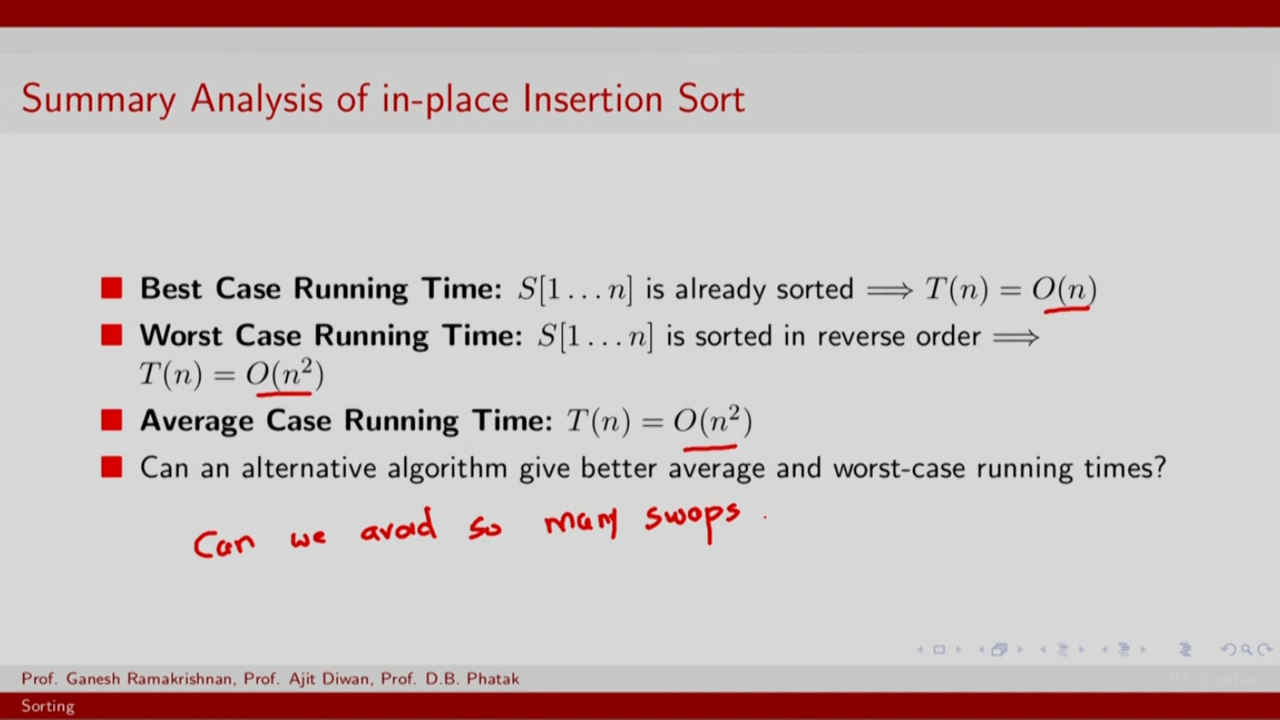 Summary Analysis of in-place Insertion Sort
Best Case Running Time: S[1...n] is already sorted ⟹ T(n) = O(n)
Worst Case Running Time: S[1...n] is sorted in reverse order ⟹
T(n) = O(n²)
Average Case Running Time: T(n) = O(n²)
Can an alternative algorithm give better average and worst-case running times?
Can we avoid so many swops
Prof. Ganesh Ramakrishnan, Prof. Ajit Diwan, Prof. D.B. Phatak
Sorting